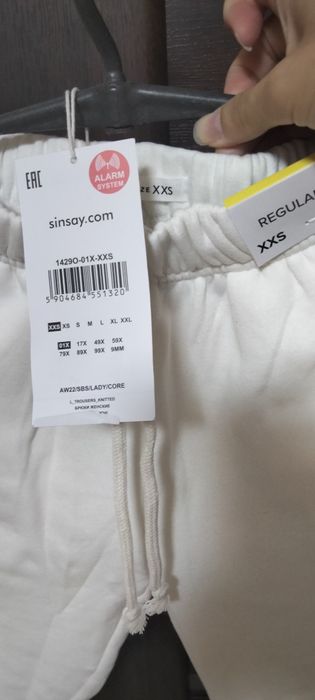 EAC
ALARM
SYSTEM
sinsay.com
ZE XXS
REGULAR
XXS
1429O-01X-XXS
5 904684 551320
XXS XS S M L XL XXL
01X 17X 49X 59X
79X 89X 99X 9MM
AW22/SBS/LADY/CORE
L_TROUSERS_KNITTED
БРЮКИ ЖЕНСКИЕ